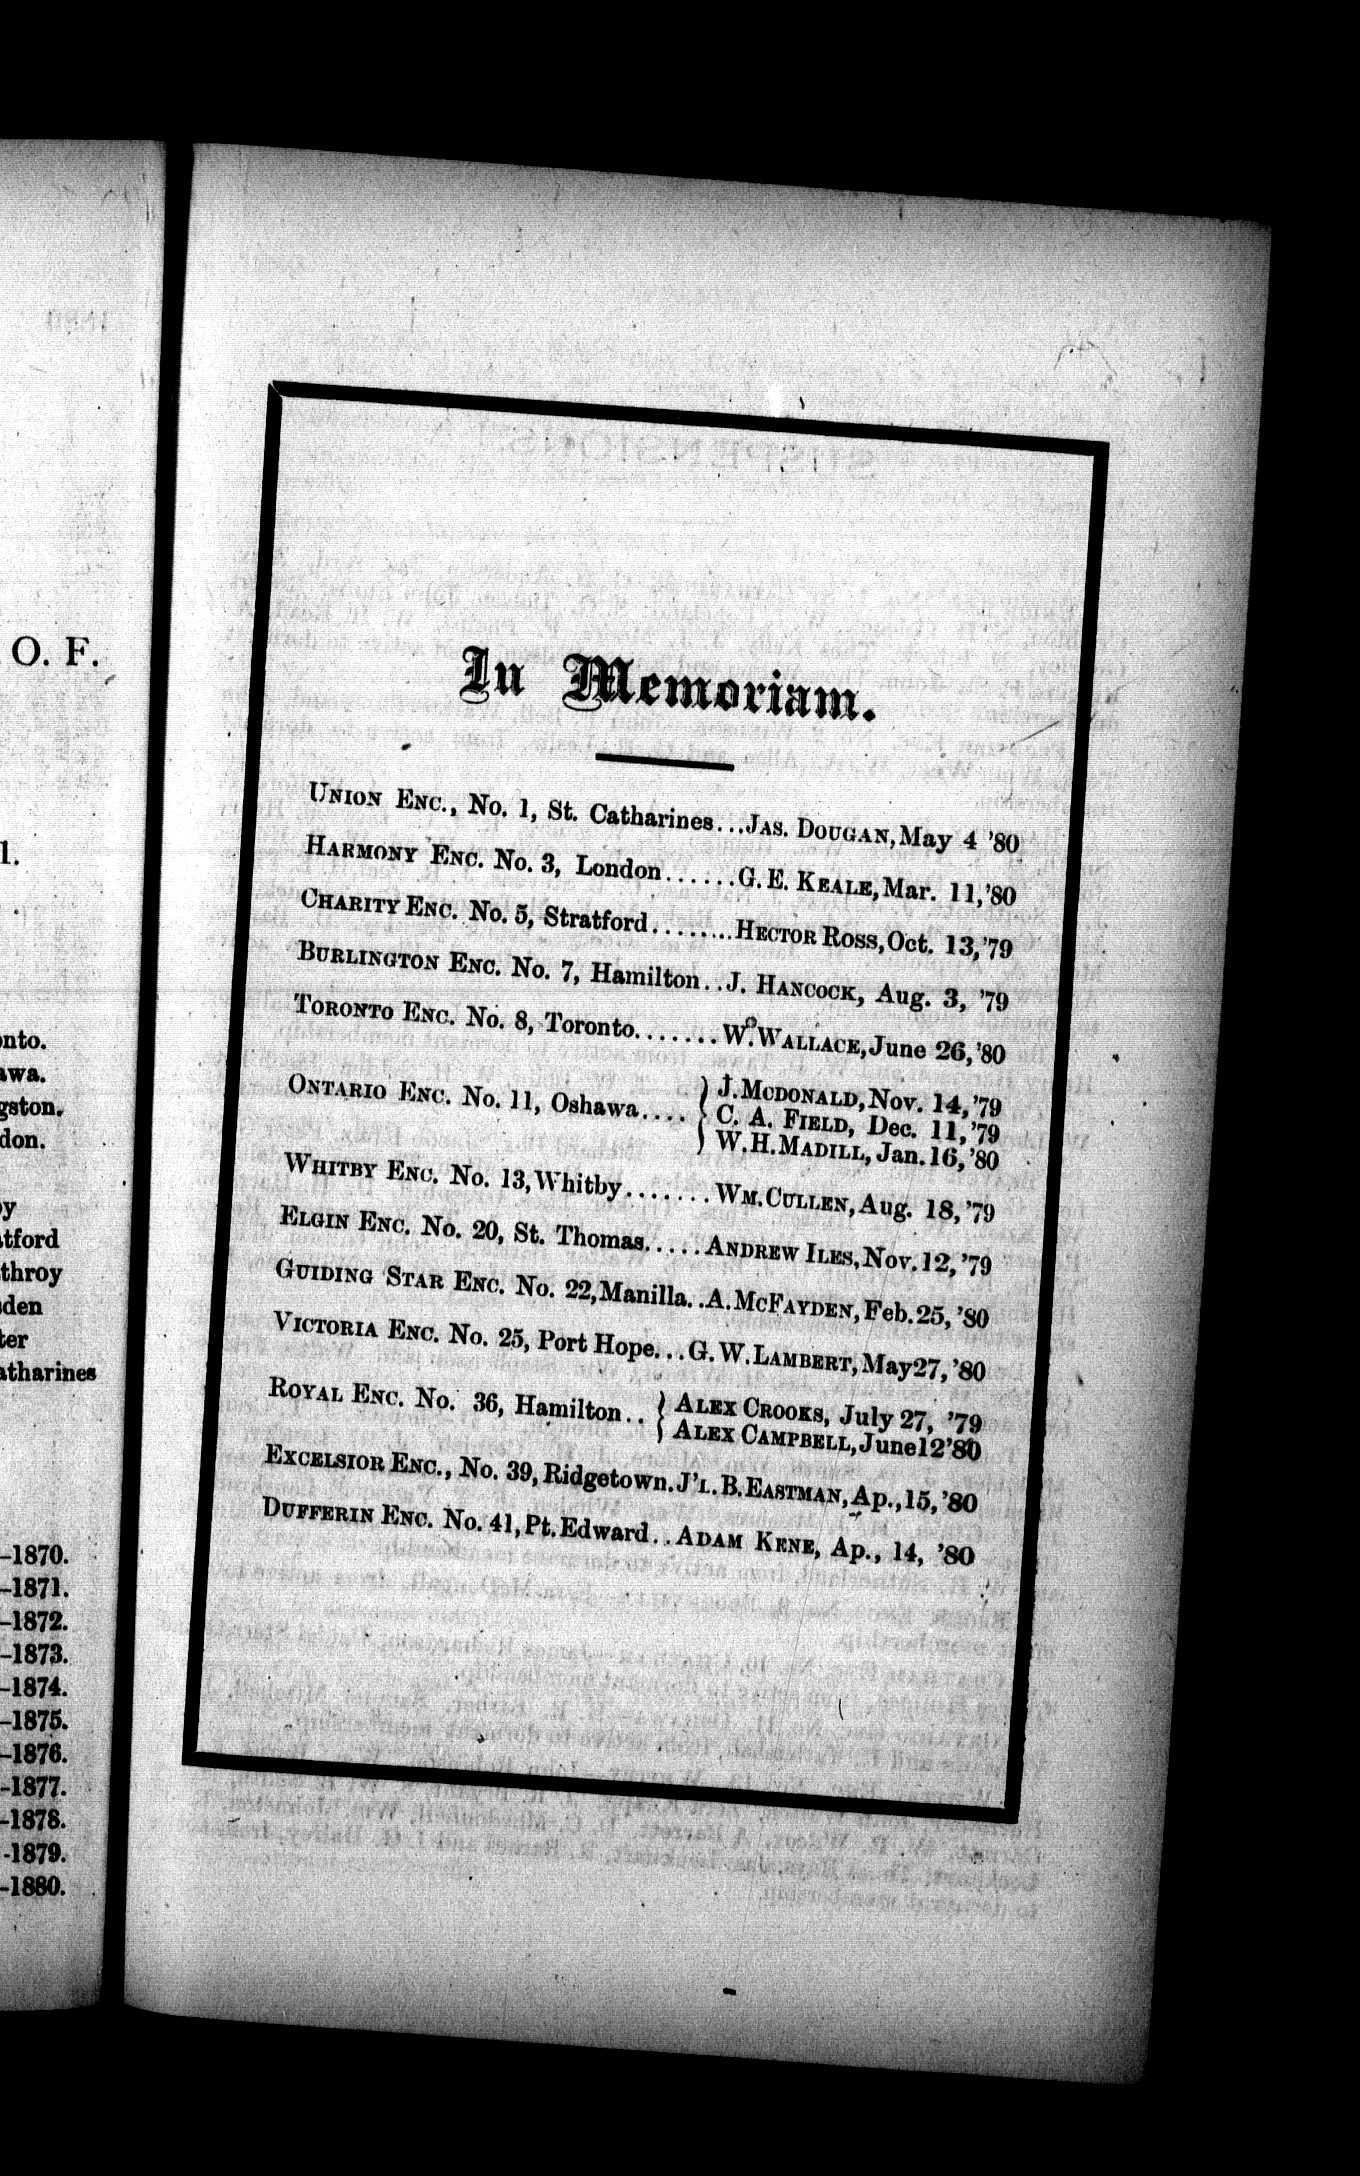 O. F.
1.
onto.
awa.
gston.
don.
y
tford
throy
den
ter
atharines
–1870.
–1871.
–1872.
–1873.
–1874.
–1875.
–1876.
–1877.
–1878.
-1879.
–1880.
In Memoriam.
UNION ENC., No. 1, St. Catharines...JAS. DOUGAN, May 4 '80
HARMONY ENC. No. 3, London......G. E. KEALE, Mar. 11, '80
CHARITY ENC. No. 5, Stratford........HECTOR ROSS, Oct. 13, '79
BURLINGTON ENC. No. 7, Hamilton..J. HANCOCK, Aug. 3, '79
TORONTO ENC. No. 8, Toronto.......W. WALLACE, June 26, '80
ONTARIO ENC. No. 11, Oshawa.... { J. MCDONALD, Nov. 14, '79
C. A. FIELD, Dec. 11, '79
W. H. MADILL, Jan. 16, '80
WHITBY ENC. No. 13, Whitby.......WM. CULLEN, Aug. 18, '79
ELGIN ENC. No. 20, St. Thomas.....ANDREW ILES, Nov. 12, '79
GUIDING STAR ENC. No. 22, Manilla..A. MCFAYDEN, Feb. 25, '80
VICTORIA ENC. No. 25, Port Hope...G. W. LAMBERT, May 27, '80
ROYAL ENC. No. 36, Hamilton.. { ALEX CROOKS, July 27, '79
ALEX CAMPBELL, June 12 '80
EXCELSIOR ENC., No. 39, Ridgetown. J'L. B. EASTMAN, Ap., 15, '80
DUFFERIN ENC. No. 41, Pt. Edward..ADAM KENE, Ap., 14, '80